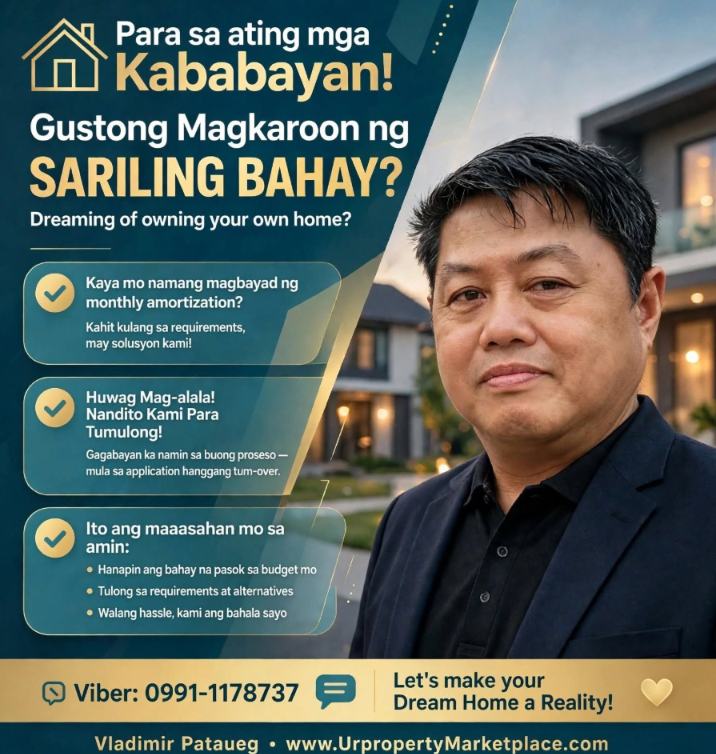 Para sa ating mga
Kababayan!
Gustong Magkaroon ng
SARILING BAHAY?
Dreaming of owning your own home?
Kaya mo namang magbayad ng
monthly amortization?
Kahit kulang sa requirements,
may solusyon kami!
Huwag Mag-alala!
Nandito Kami Para
Tumulong!
Gagabayan ka namin sa buong proseso —
mula sa application hanggang tum-over.
Ito ang maaasahan mo sa
amin:
• Hanapin ang bahay na pasok sa budget mo
• Tulong sa requirements at alternatives
• Walang hassle, kami ang bahala sayo
Viber: 0991-1178737
Let's make your
Dream Home a Reality!
Vladimir Pataueg • www.UrpropertyMarketplace.com